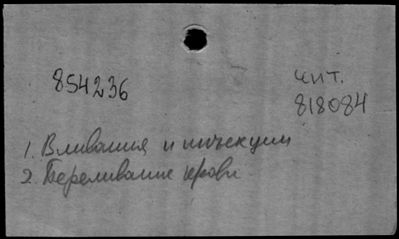 854236
чит.
818084
1. Вливания и инъекции
2. Переливание крови